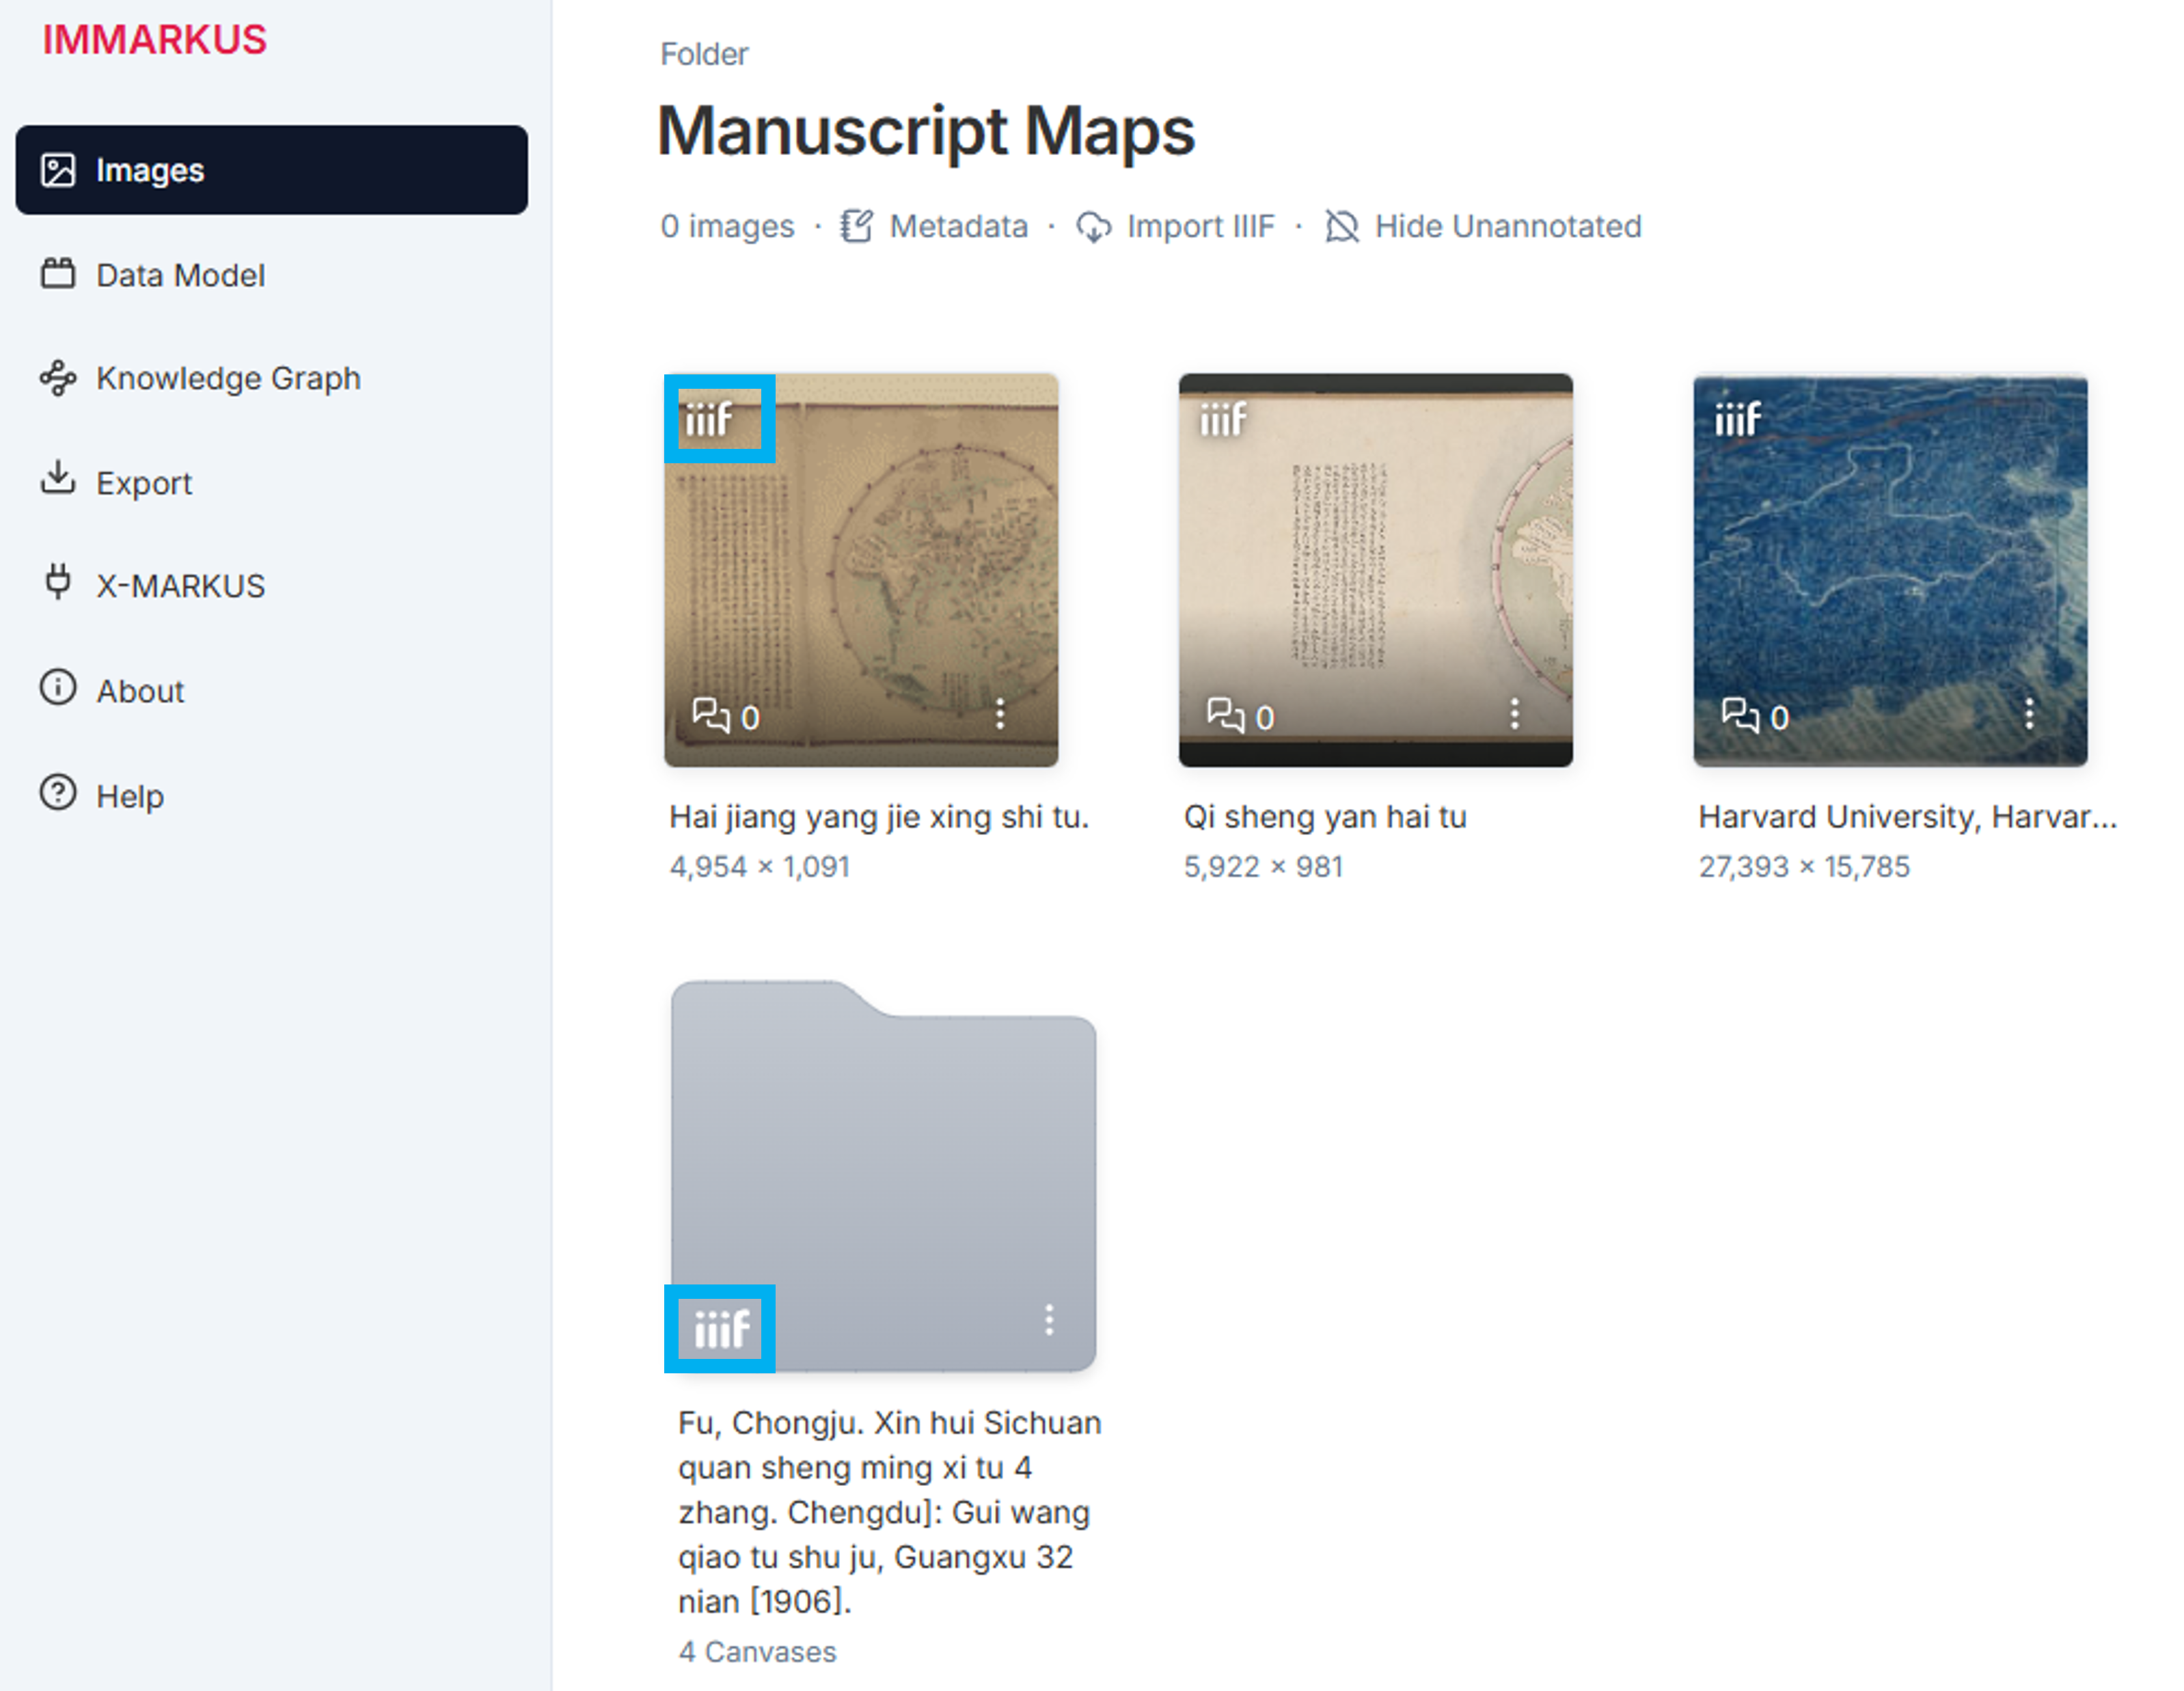 IMMARKUS
Images
Data Model
Knowledge Graph
Export
X-MARKUS
About
Help
Folder
Manuscript Maps
0 images · Metadata · Import IIIF · Hide Unannotated
iiif
0
Hai jiang yang jie xing shi tu.
4,954 × 1,091
iiif
0
Qi sheng yan hai tu
5,922 × 981
iiif
0
Harvard University, Harvar...
27,393 × 15,785
iiif
Fu, Chongju. Xin hui Sichuan
quan sheng ming xi tu 4
zhang. Chengdu]: Gui wang
qiao tu shu ju, Guangxu 32
nian [1906].
4 Canvases